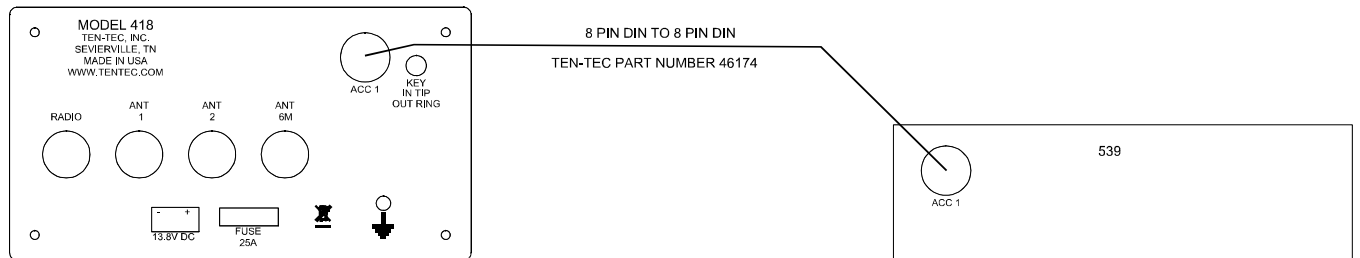 MODEL 418
TEN-TEC, INC.
SEVIERVILLE, TN
MADE IN USA
WWW.TENTEC.COM
ACC 1
KEY
IN TIP
OUT RING
RADIO
ANT
1
ANT
2
ANT
6M
- +
13.8V DC
FUSE
25A
8 PIN DIN TO 8 PIN DIN
TEN-TEC PART NUMBER 46174
539
ACC 1